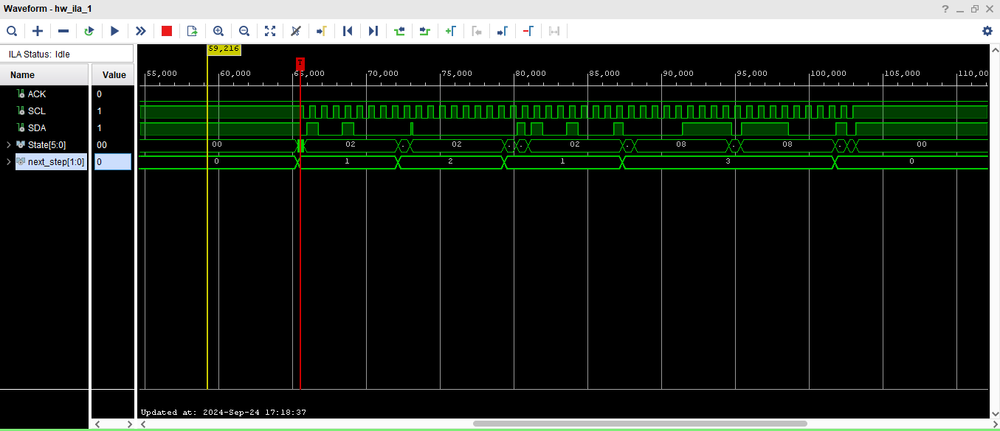 Waveform - hw_ila_1
ILA Status: Idle
59,216
T
Name Value
55,000 60,000 65,000 70,000 75,000 80,000 85,000 90,000 95,000 100,000 105,000 110,00
ACK 0
SCL 1
SDA 1
State[5:0] 00 00 02 02 02 08 08 00
next_step[1:0] 0 0 1 2 1 3 0
Updated at: 2024-Sep-24 17:18:37